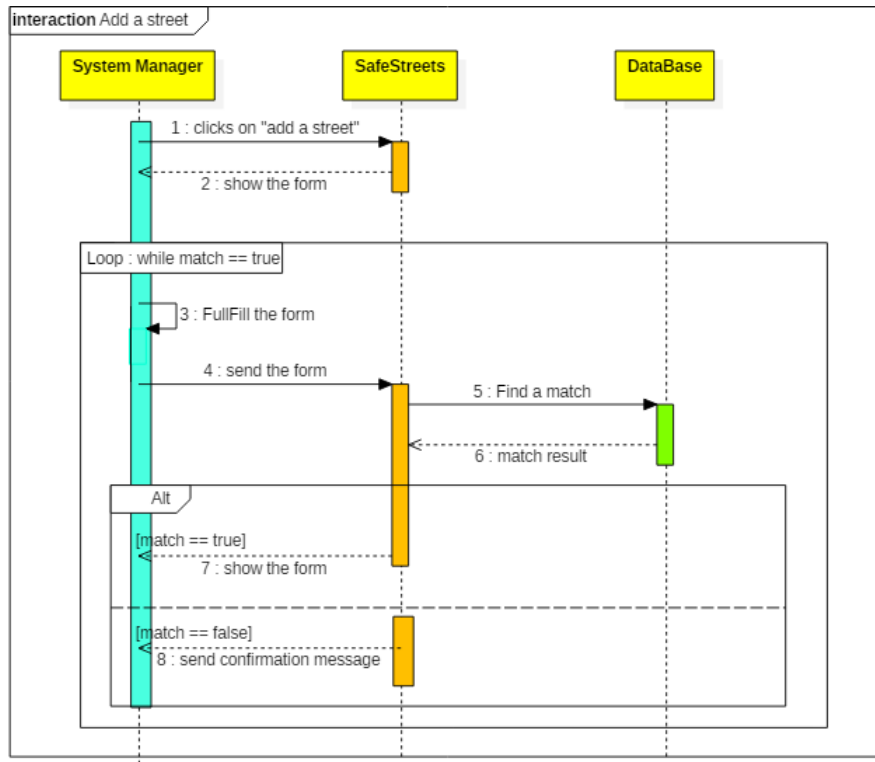 interaction Add a street
System Manager
SafeStreets
DataBase
1 : clicks on "add a street"
2 : show the form
Loop : while match == true
3 : FullFill the form
4 : send the form
5 : Find a match
6 : match result
Alt
[match == true]
7 : show the form
[match == false]
8 : send confirmation message